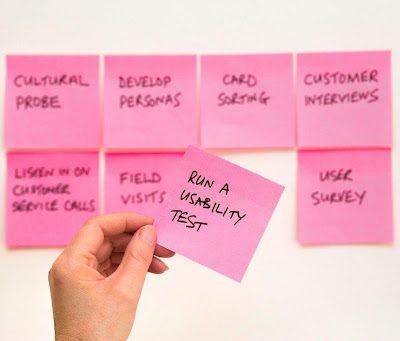 CULTURAL
PROBE
DEVELOP
PERSONAS
CARD
SORTING
CUSTOMER
INTERVIEWS
LISTEN IN ON
CUSTOMER
SERVICE CALLS
FIELD
VISITS
RUN A
USABILITY
TEST
USER
SURVEY